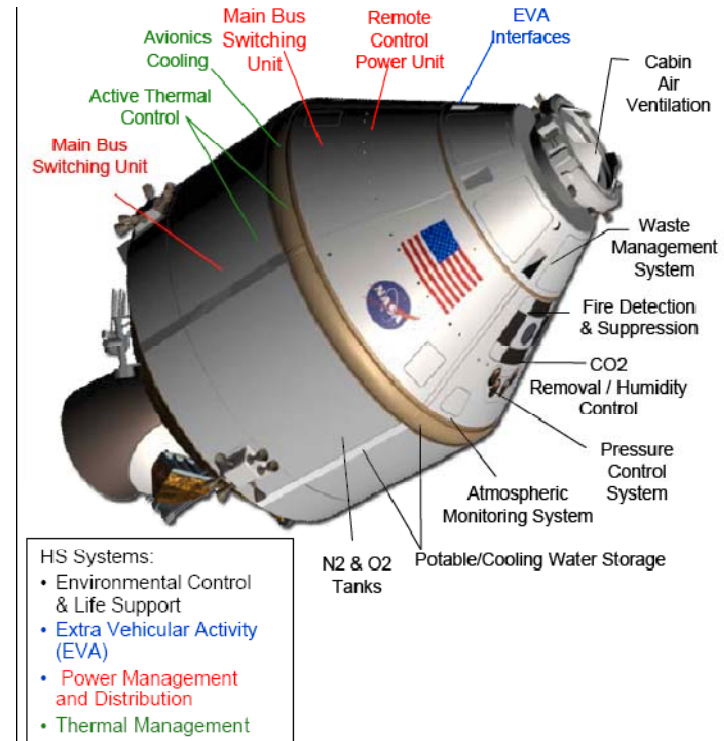 Main Bus
Switching
Unit
Remote
Control
Power Unit
EVA
Interfaces
Avionics
Cooling
Cabin
Air
Ventilation
Active Thermal
Control
Main Bus
Switching Unit
Waste
Management
System
NASA
Fire Detection
& Suppression
CO2
Removal / Humidity
Control
Pressure
Control
System
Atmospheric
Monitoring System
N2 & O2
Tanks
Potable/Cooling Water Storage
HS Systems:
• Environmental Control
& Life Support
• Extra Vehicular Activity
(EVA)
• Power Management
and Distribution
• Thermal Management